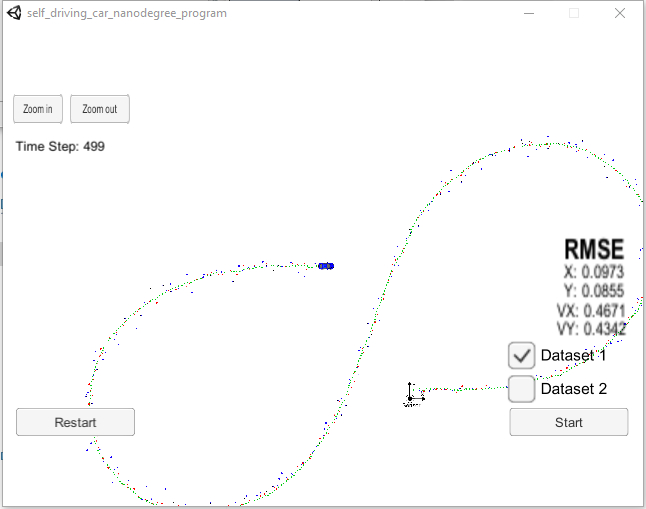 self_driving_car_nanodegree_program
Zoom in
Zoom out
Time Step: 499
RMSE
X: 0.0973
Y: 0.0855
VX: 0.4671
VY: 0.4342
Dataset 1
Dataset 2
Restart
Start